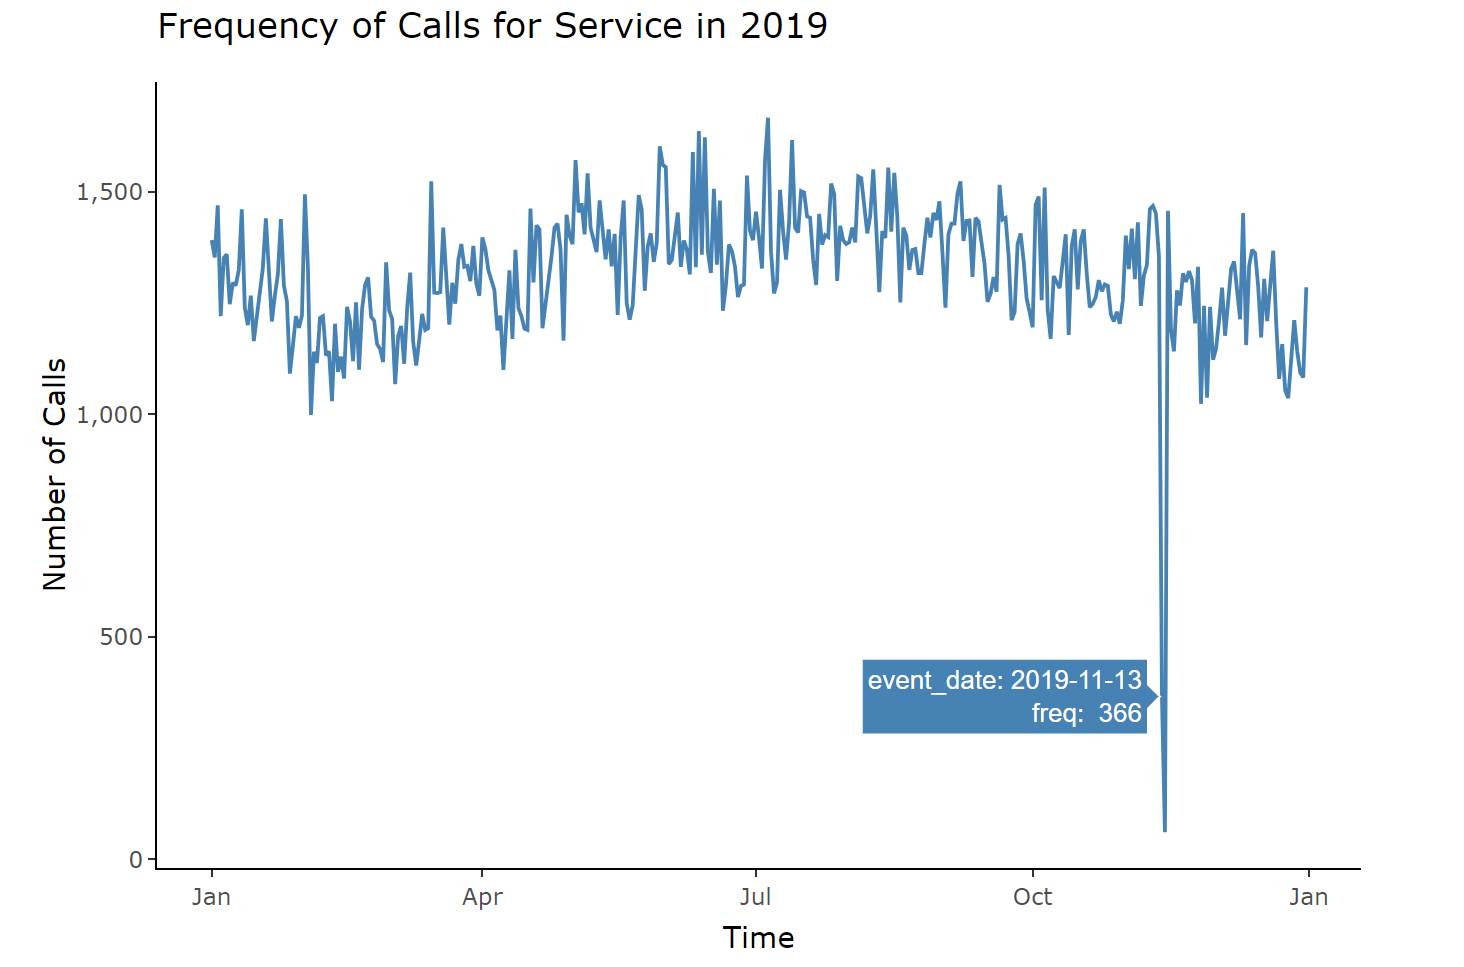 Frequency of Calls for Service in 2019
Number of Calls
1,500
1,000
500
0
event_date: 2019-11-13
freq: 366
Jan Apr Jul Oct Jan
Time